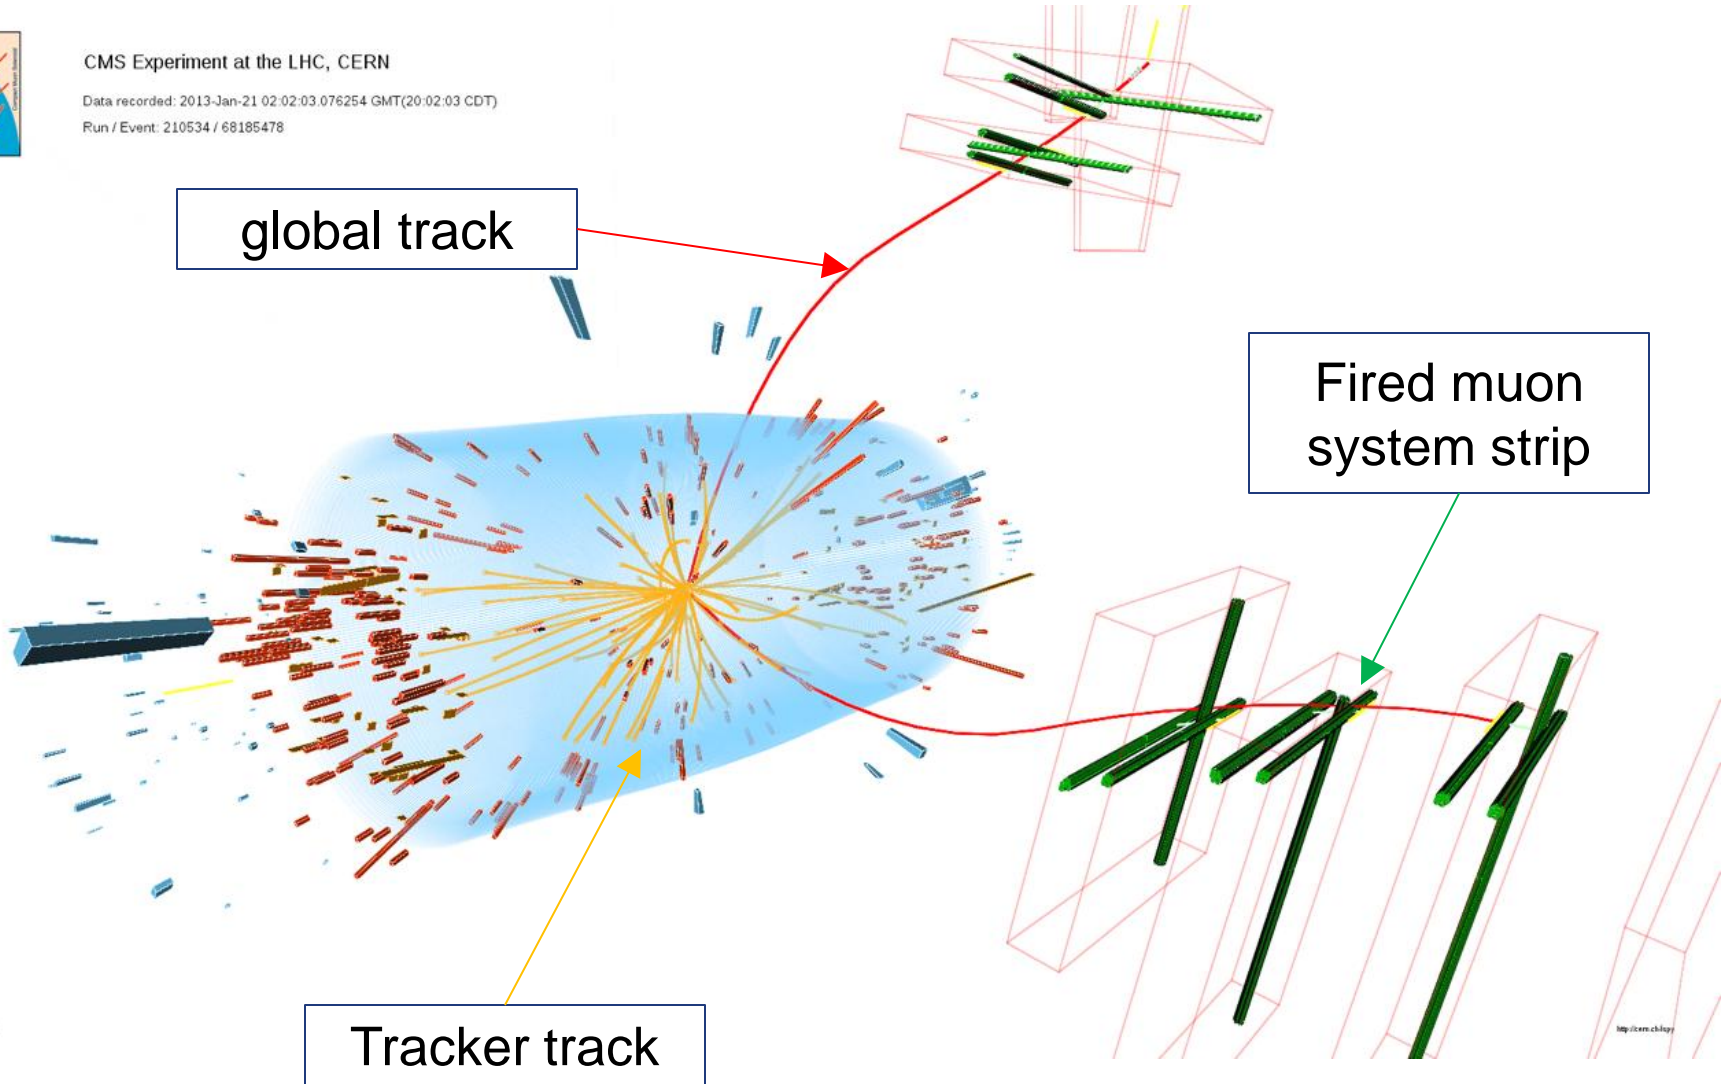 CMS Experiment at the LHC, CERN
Data recorded: 2013-Jan-21 02:02:03.076254 GMT(20:02:03 CDT)
Run / Event: 210534 / 68185478
global track
Fired muon
system strip
Tracker track